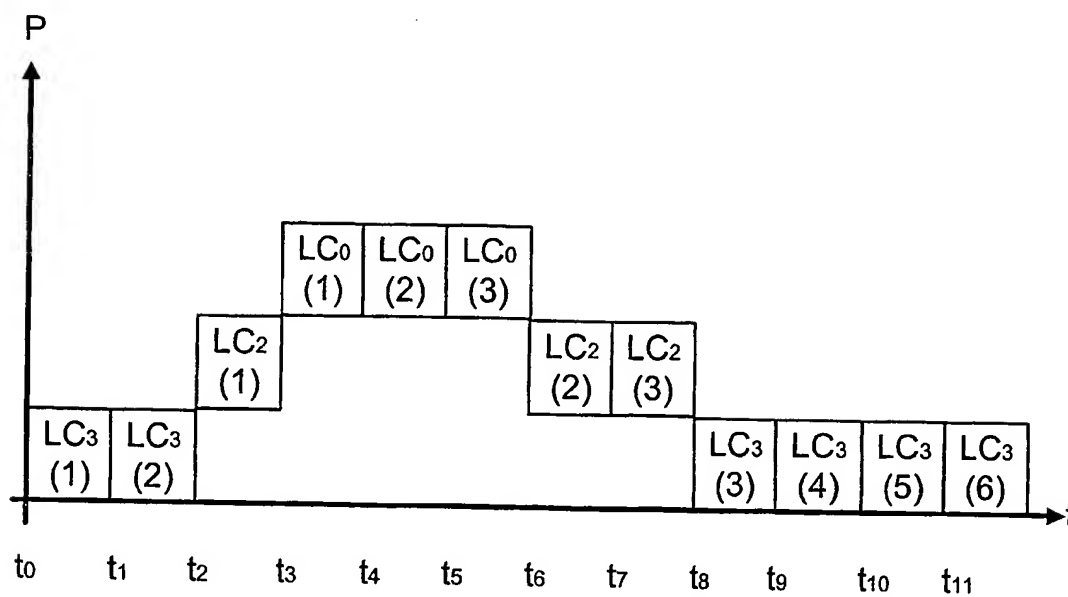 P
LC₀ LC₀ LC₀
(1) (2) (3)
LC₂ LC₂ LC₂
(1) (2) (3)
LC₃ LC₃ LC₃ LC₃ LC₃ LC₃
(1) (2) (3) (4) (5) (6)
t₀ t₁ t₂ t₃ t₄ t₅ t₆ t₇ t₈ t₉ t₁₀ t₁₁